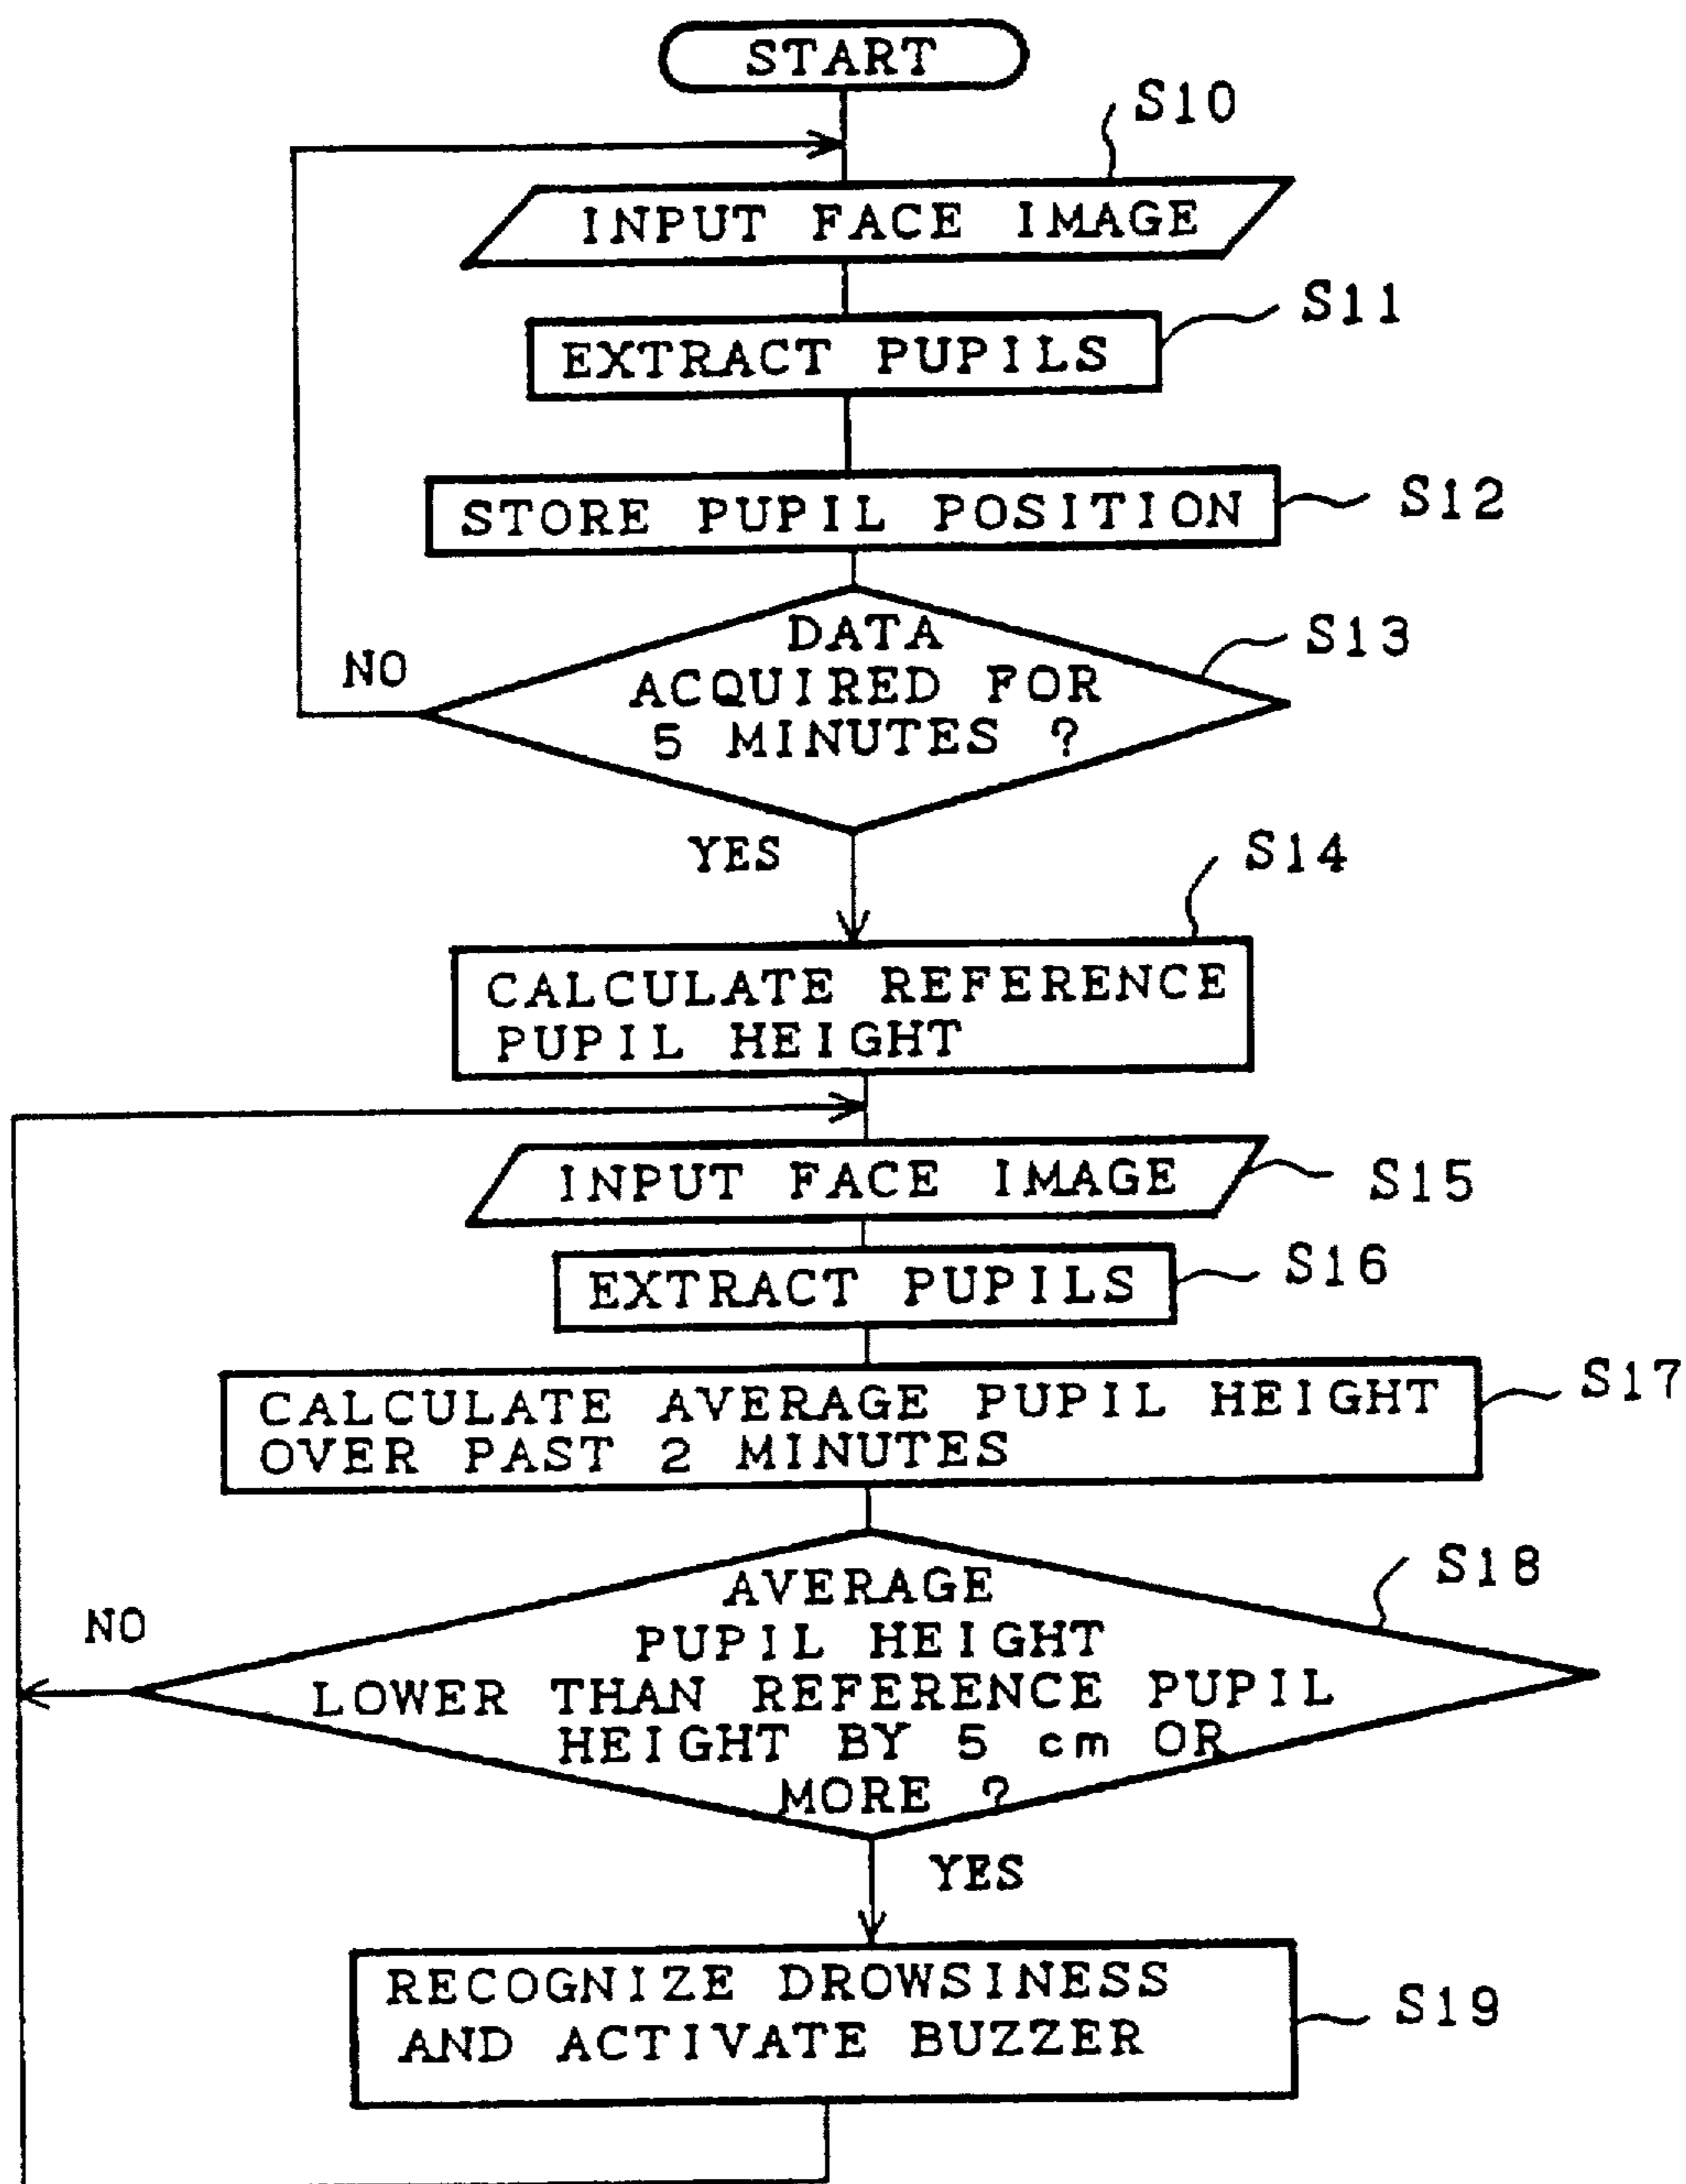 START
S10
INPUT FACE IMAGE
S11
EXTRACT PUPILS
STORE PUPIL POSITION
S12
DATA
ACQUIRED FOR
5 MINUTES ?
S13
NO
YES
S14
CALCULATE REFERENCE
PUPIL HEIGHT
INPUT FACE IMAGE
S15
EXTRACT PUPILS
S16
CALCULATE AVERAGE PUPIL HEIGHT
OVER PAST 2 MINUTES
S17
AVERAGE
PUPIL HEIGHT
LOWER THAN REFERENCE PUPIL
HEIGHT BY 5 cm OR
MORE ?
S18
NO
YES
RECOGNIZE DROWSINESS
AND ACTIVATE BUZZER
S19